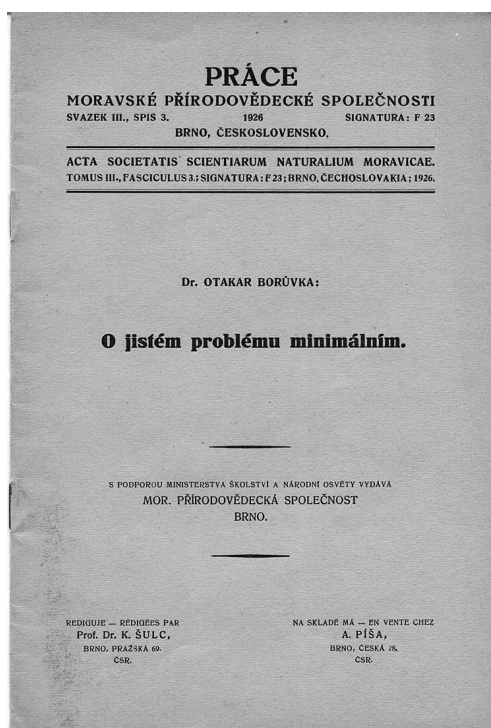 PRÁCE
MORAVSKÉ PŘÍRODOVĚDECKÉ SPOLEČNOSTI
SVAZEK III., SPIS 3. 1926 SIGNATURA: F 23
BRNO, ČESKOSLOVENSKO.
ACTA SOCIETATIS SCIENTIARUM NATURALIUM MORAVICAE.
TOMUS III., FASCICULUS 3.; SIGNATURA: F 23; BRNO, ČECHOSLOVAKIA; 1926.
Dr. OTAKAR BORŮVKA:
O jistém problému minimálním.
S PODPOROU MINISTERSTVA ŠKOLSTVÍ A NÁRODNÍ OSVĚTY VYDÁVÁ
MOR. PŘÍRODOVĚDECKÁ SPOLEČNOST
BRNO.
REDIGUJE — REDIGÉES PAR
Prof. Dr. K. ŠULC,
BRNO, PRAŽSKÁ 69.
ČSR.
NA SKLADĚ MÁ — EN VENTE CHEZ
A. PÍŠA,
BRNO, ČESKÁ 28,
ČSR.